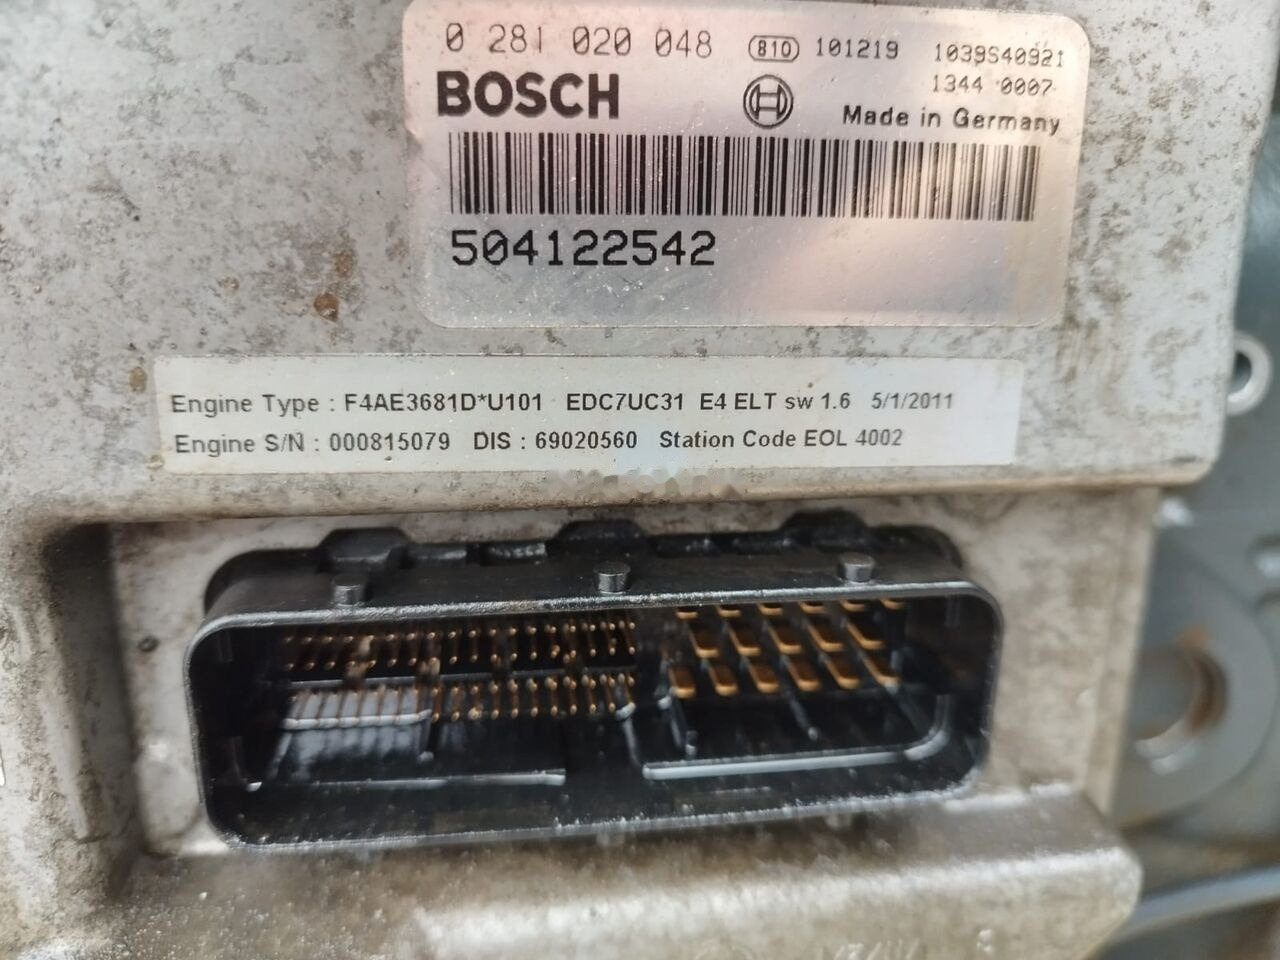 0 281 020 048 810 101219 1039S40921
1344 0007
BOSCH
Made in Germany
504122542
Engine Type : F4AE3681D*U101 EDC7UC31 E4 ELT sw 1.6 5/1/2011
Engine S/N : 000815079 DIS : 69020560 Station Code EOL 4002